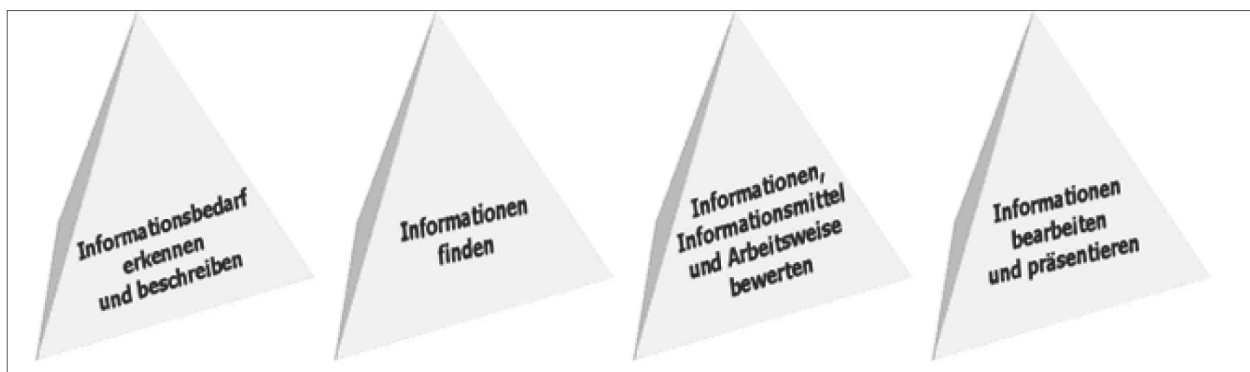 Informationsbedarf
erkennen
und beschreiben
Informationen
finden
Informationen,
Informationsmittel
und Arbeitsweise
bewerten
Informationen
bearbeiten
und präsentieren